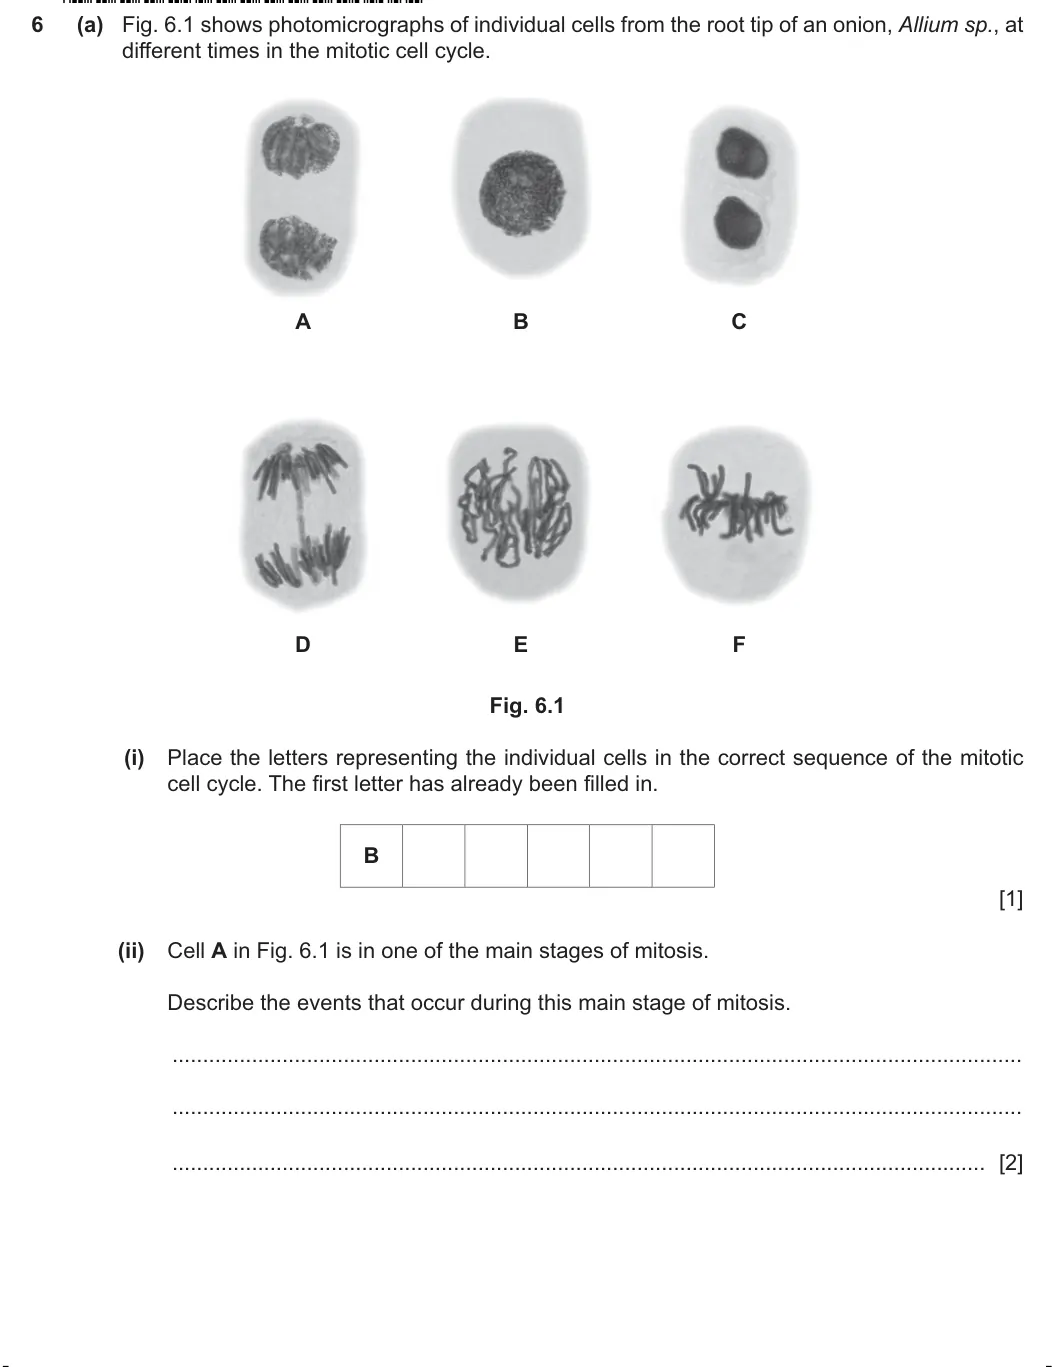 6 (a) Fig. 6.1 shows photomicrographs of individual cells from the root tip of an onion, Allium sp., at
different times in the mitotic cell cycle.
A B C
D E F
Fig. 6.1
(i) Place the letters representing the individual cells in the correct sequence of the mitotic
cell cycle. The first letter has already been filled in.
B
[1]
(ii) Cell A in Fig. 6.1 is in one of the main stages of mitosis.
Describe the events that occur during this main stage of mitosis.
..........................................................................................................................................
..........................................................................................................................................
..................................................................................................................................... [2]